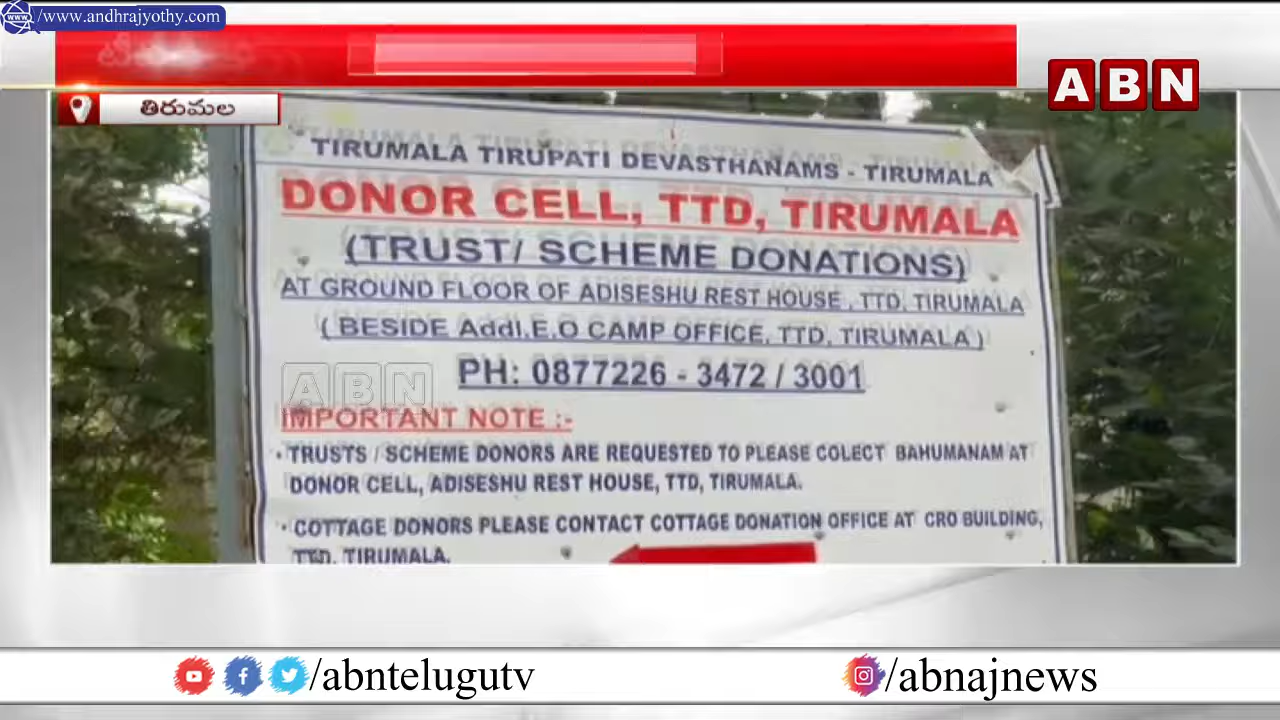 www./www.andhrajyothy.com
ABN
తిరుమల
TIRUMALA TIRUPATI DEVASTHANAMS - TIRUMALA
DONOR CELL, TTD, TIRUMALA
(TRUST/ SCHEME DONATIONS)
AT GROUND FLOOR OF ADISESHU REST HOUSE, TTD, TIRUMALA
( BESIDE Addl.E.O CAMP OFFICE, TTD, TIRUMALA )
PH: 0877226 - 3472 / 3001
ABN
IMPORTANT NOTE :-
• TRUSTS / SCHEME DONORS ARE REQUESTED TO PLEASE COLECT BAHUMANAM AT
DONOR CELL, ADISESHU REST HOUSE, TTD, TIRUMALA.
• COTTAGE DONORS PLEASE CONTACT COTTAGE DONATION OFFICE AT CRO BUILDING,
TTD, TIRUMALA.
/abntelugutv
/abnajnews